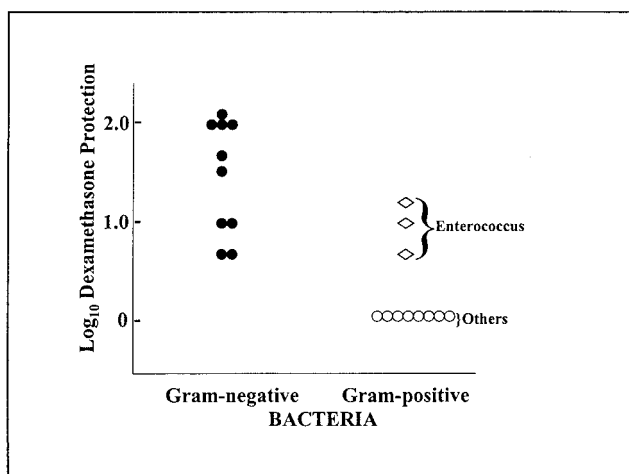 Log10 Dexamethasone Protection
2.0
1.0
0
Enterococcus
Others
Gram-negative Gram-positive
BACTERIA